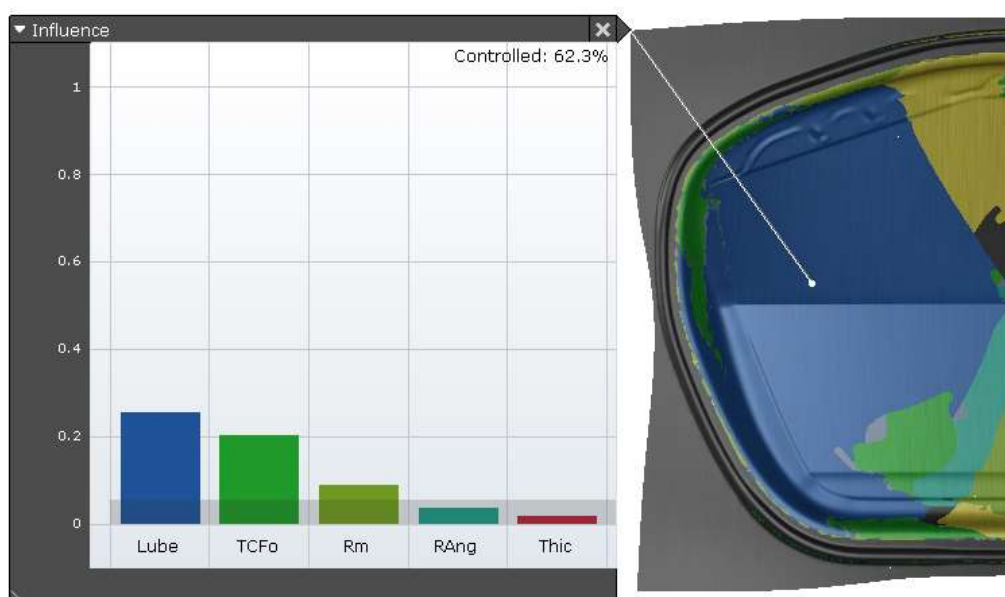 Influence
Controlled: 62.3%
1
0.8
0.6
0.4
0.2
0
Lube TCFo Rm RAng Thic